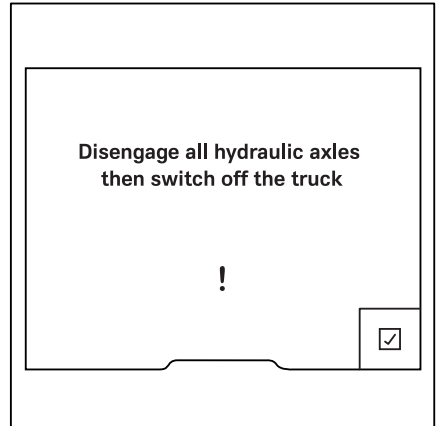 Disengage all hydraulic axles
then switch off the truck
!